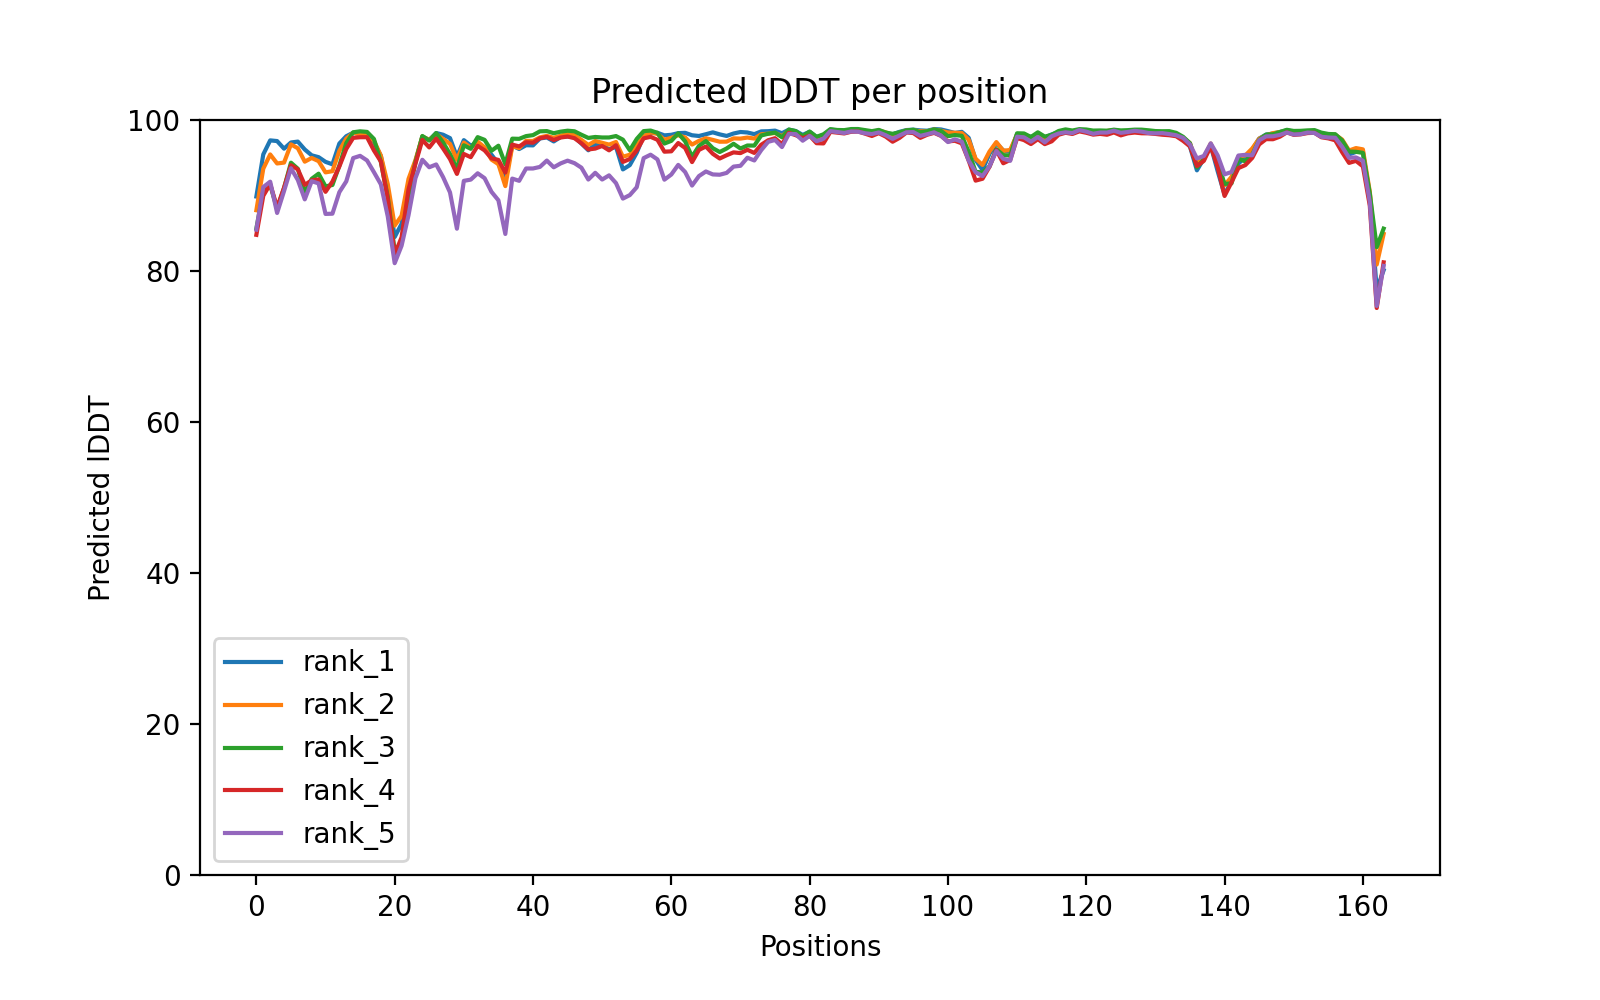 Predicted lDDT per position
100
80
60
40
20
0
Predicted lDDT
rank_1
rank_2
rank_3
rank_4
rank_5
0 20 40 60 80 100 120 140 160
Positions